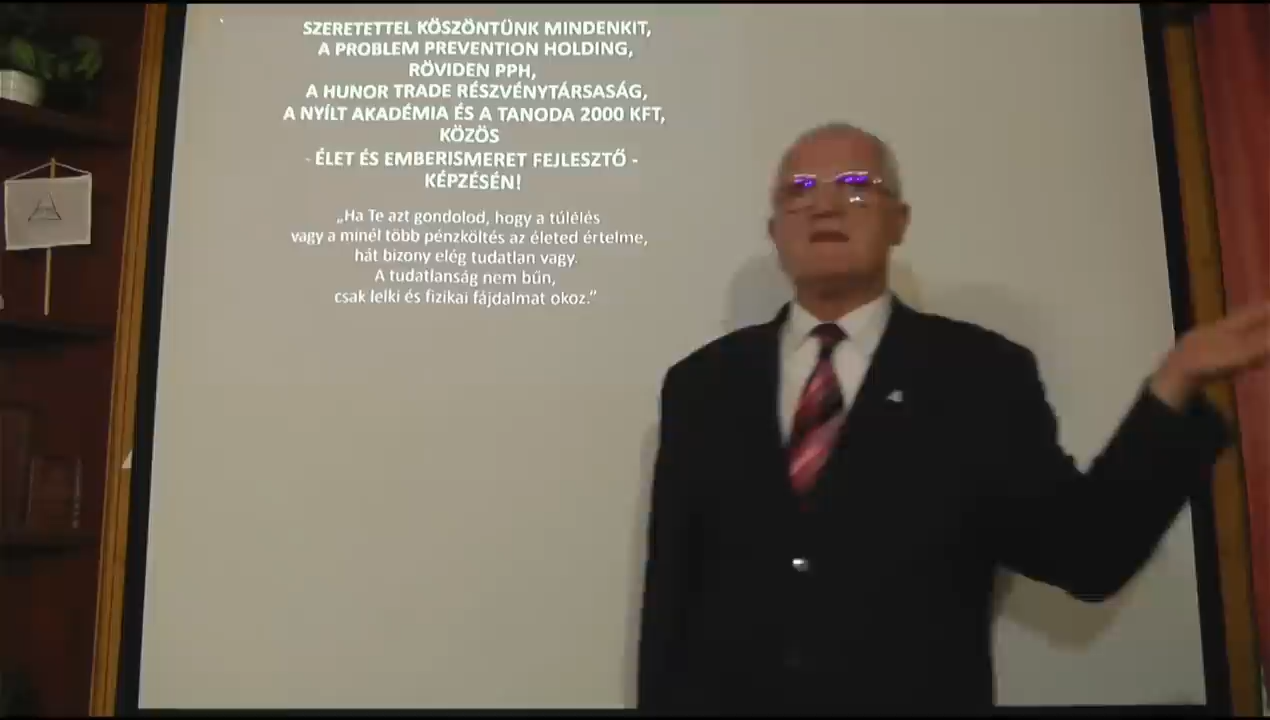 SZERETETTEL KÖSZÖNTÜNK MINDENKIT,
A PROBLEM PREVENTION HOLDING,
RÖVIDEN PPH,
A HUNOR TRADE RÉSZVÉNYTÁRSASÁG,
A NYÍLT AKADÉMIA ÉS A TANODA 2000 KFT,
KÖZÖS
- ÉLET ÉS EMBERISMERET FEJLESZTŐ -
KÉPZÉSÉN!
„Ha Te azt gondolod, hogy a túlélés
vagy a minél több pénzköltés az életed értelme,
hát bizony elég tudatlan vagy.
A tudatlanság nem bűn,
csak lelki és fizikai fájdalmat okoz.”